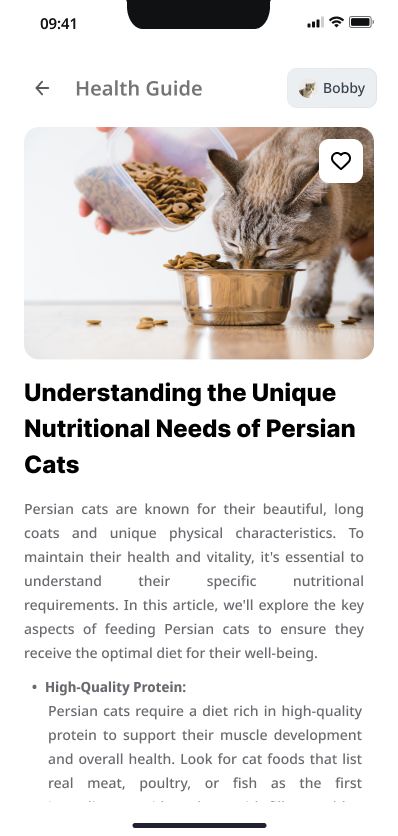 09:41
Health Guide
Bobby
Understanding the Unique
Nutritional Needs of Persian
Cats
Persian cats are known for their beautiful, long
coats and unique physical characteristics. To
maintain their health and vitality, it's essential to
understand their specific nutritional
requirements. In this article, we'll explore the key
aspects of feeding Persian cats to ensure they
receive the optimal diet for their well-being.
• High-Quality Protein:
Persian cats require a diet rich in high-quality
protein to support their muscle development
and overall health. Look for cat foods that list
real meat, poultry, or fish as the first